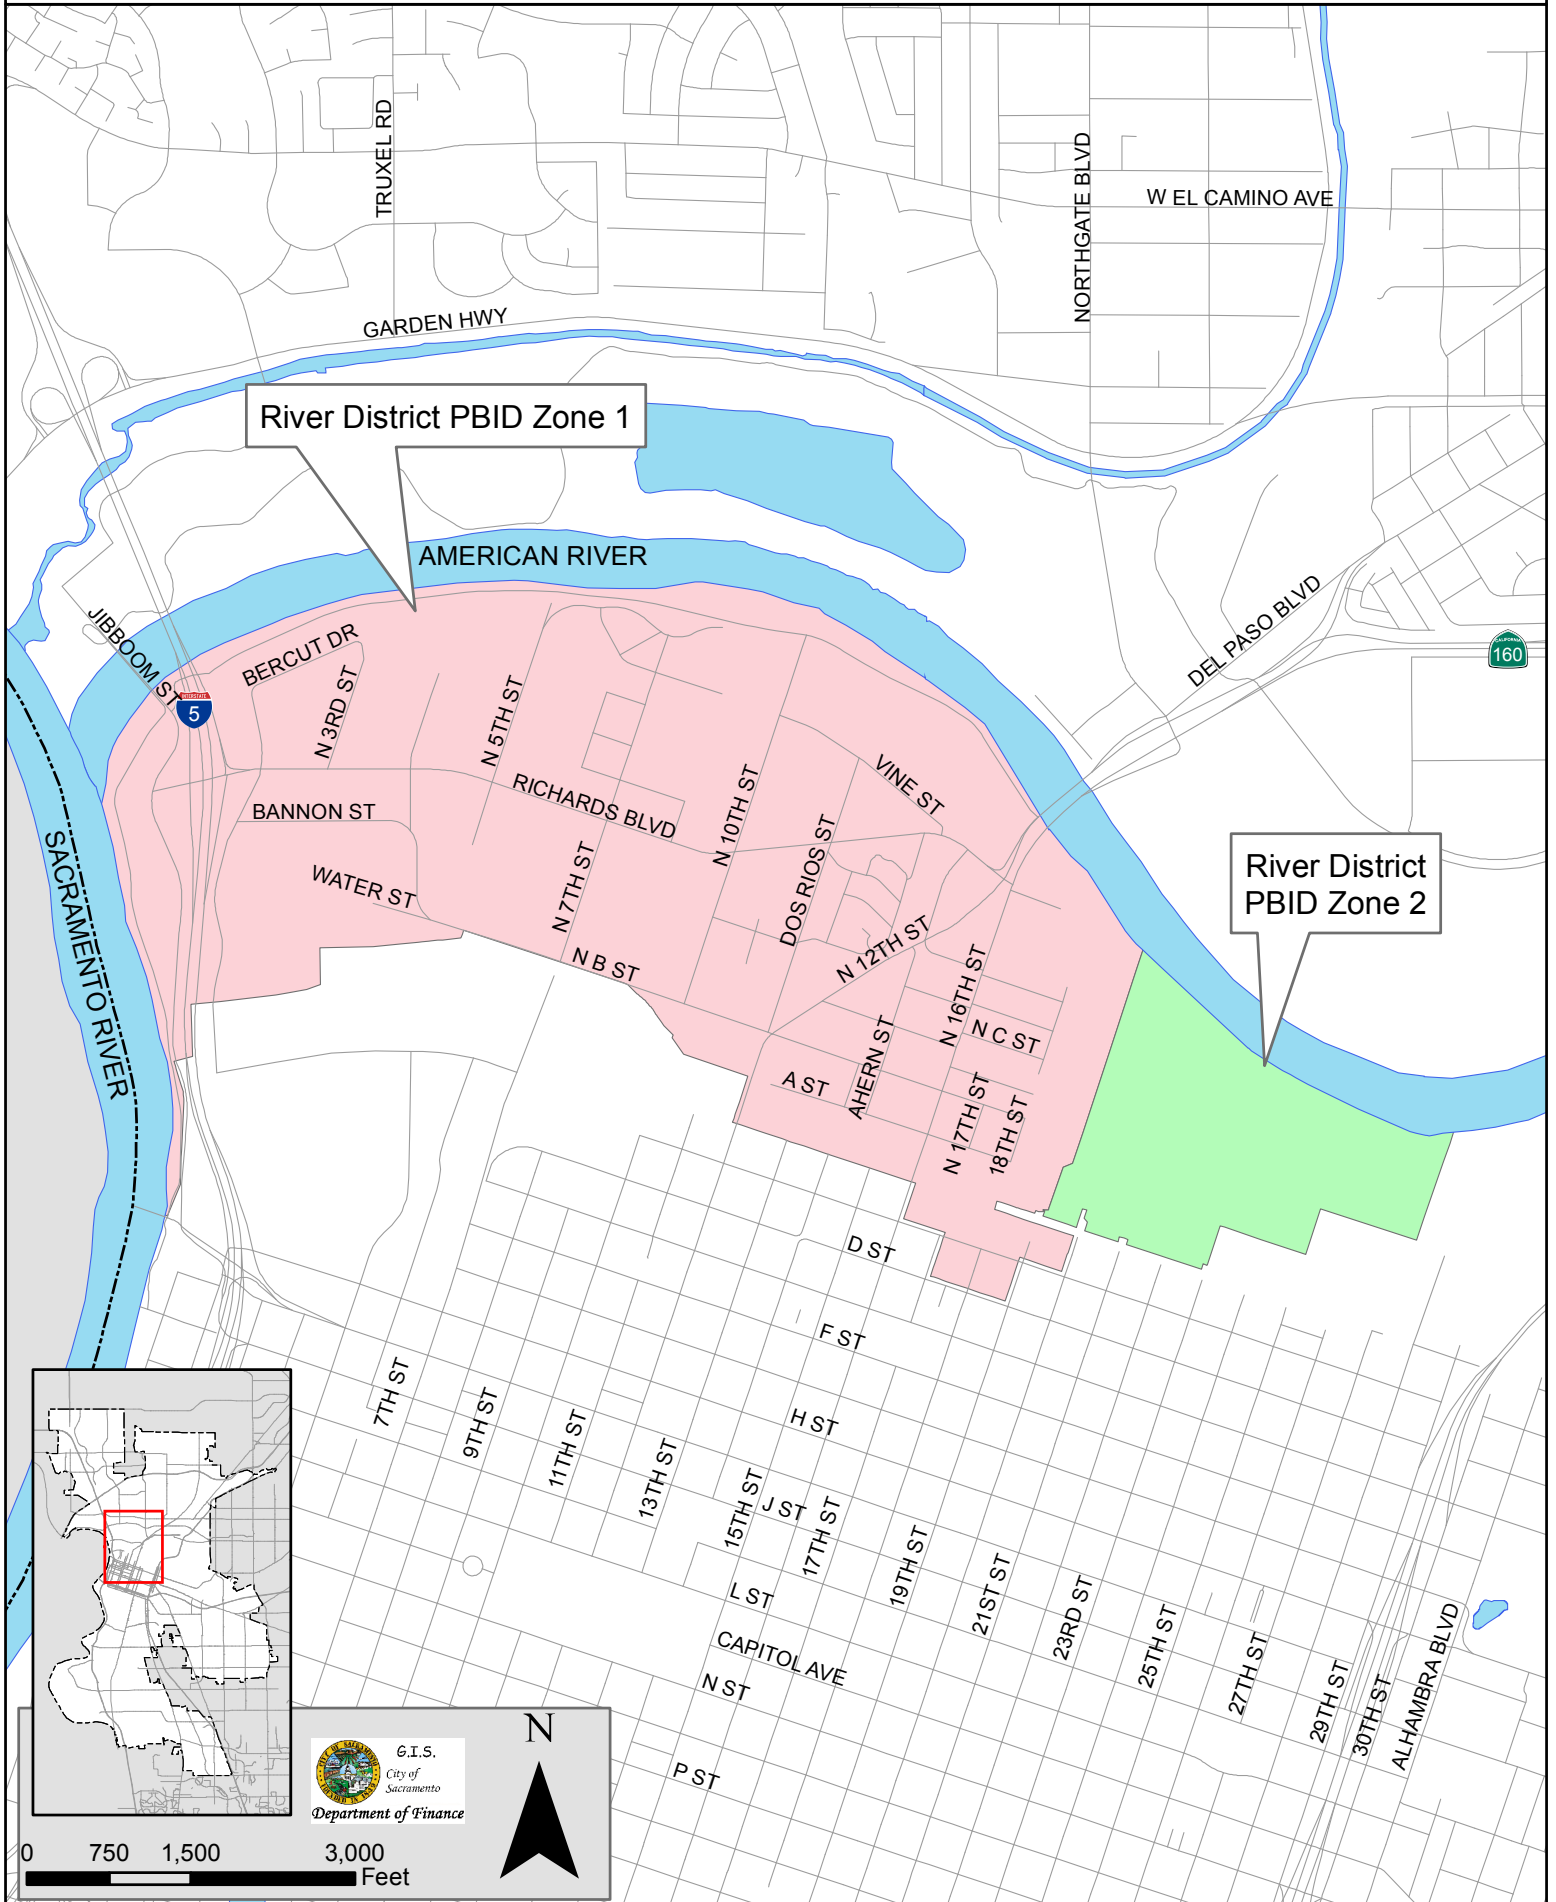 TRUXEL RD
NORTHGATE BLVD
W EL CAMINO AVE
GARDEN HWY
River District PBID Zone 1
AMERICAN RIVER
DEL PASO BLVD
CALIFORNIA
160
JIBBOOM ST
BERCUT DR
INTERSTATE
5
N 3RD ST
N 5TH ST
RICHARDS BLVD
VINE ST
BANNON ST
N 10TH ST
DOS RIOS ST
SACRAMENTO RIVER
WATER ST
N 7TH ST
River District
PBID Zone 2
N B ST
N 12TH ST
N 16TH ST
N C ST
A ST
AHERN ST
N 17TH ST
18TH ST
D ST
F ST
7TH ST
9TH ST
11TH ST
13TH ST
H ST
15TH ST
J ST
17TH ST
19TH ST
21ST ST
23RD ST
25TH ST
27TH ST
29TH ST
30TH ST
ALHAMBRA BLVD
L ST
CAPITOL AVE
N ST
P ST
G.I.S.
City of
Sacramento
Department of Finance
N
0 750 1,500 3,000
Feet